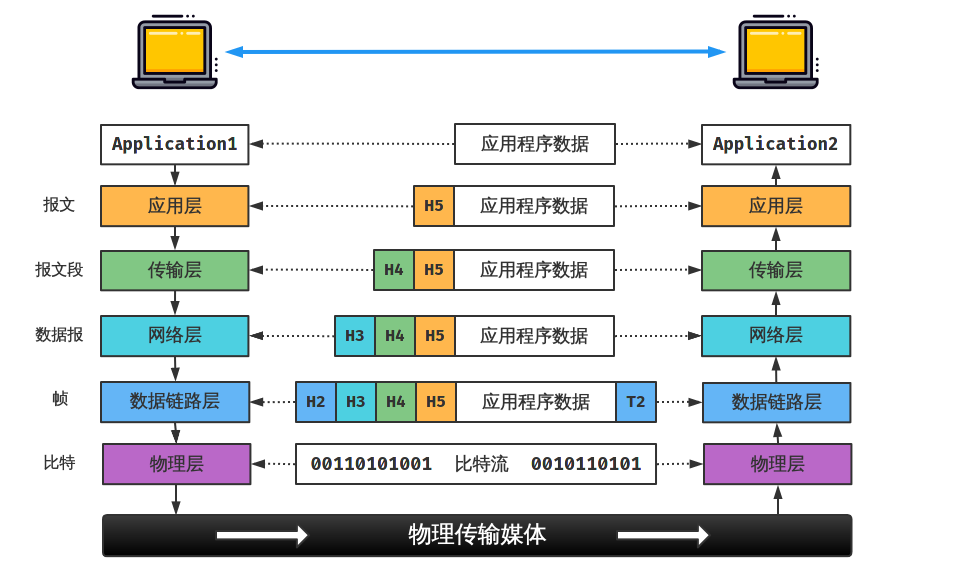 Application1 应用程序数据 Application2
报文 应用层 H5 应用程序数据 应用层
报文段 传输层 H4 H5 应用程序数据 传输层
数据报 网络层 H3 H4 H5 应用程序数据 网络层
帧 数据链路层 H2 H3 H4 H5 应用程序数据 T2 数据链路层
比特 物理层 00110101001 比特流 0010110101 物理层
物理传输媒体